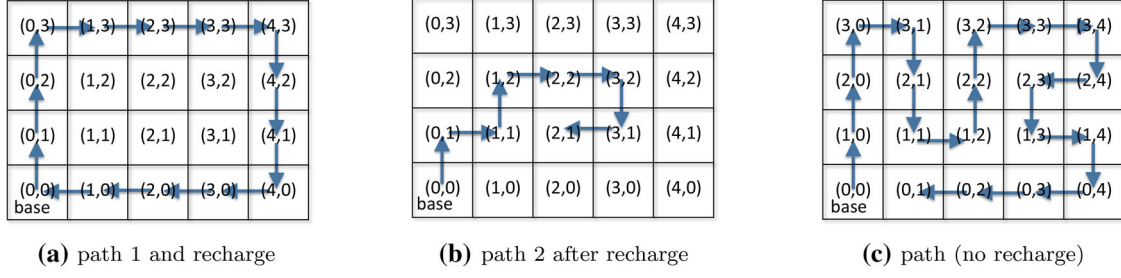 (0,3) (1,3) (2,3) (3,3) (4,3)
(0,2) (1,2) (2,2) (3,2) (4,2)
(0,1) (1,1) (2,1) (3,1) (4,1)
(0,0) (1,0) (2,0) (3,0) (4,0)
base
(a) path 1 and recharge
(0,3) (1,3) (2,3) (3,3) (4,3)
(0,2) (1,2) (2,2) (3,2) (4,2)
(0,1) (1,1) (2,1) (3,1) (4,1)
(0,0) (1,0) (2,0) (3,0) (4,0)
base
(b) path 2 after recharge
(3,0) (3,1) (3,2) (3,3) (3,4)
(2,0) (2,1) (2,2) (2,3) (2,4)
(1,0) (1,1) (1,2) (1,3) (1,4)
(0,0) (0,1) (0,2) (0,3) (0,4)
base
(c) path (no recharge)